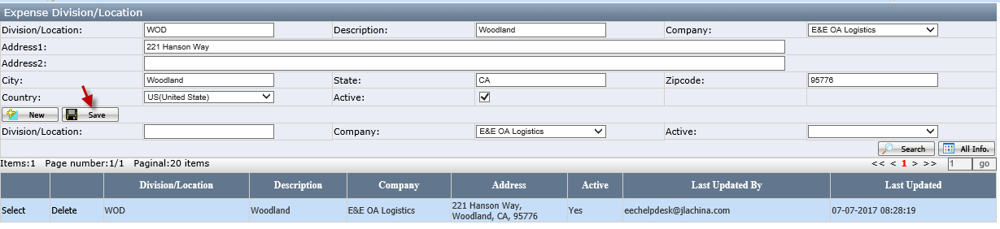 Expense Division/Location
Division/Location: WOD Description: Woodland Company: E&E OA Logistics
Address1: 221 Hanson Way
Address2:
City: Woodland State: CA Zipcode: 95776
Country: US(United State) Active:
New Save
Division/Location: Company: E&E OA Logistics Active:
Search All Info.
Items:1 Page number:1/1 Paginal:20 items << < 1 > >> 1 go
Division/Location Description Company Address Active Last Updated By Last Updated
Select Delete WOD Woodland E&E OA Logistics 221 Hanson Way, Yes eechelpdesk@jlachina.com 07-07-2017 08:28:19
Woodland, CA, 95776